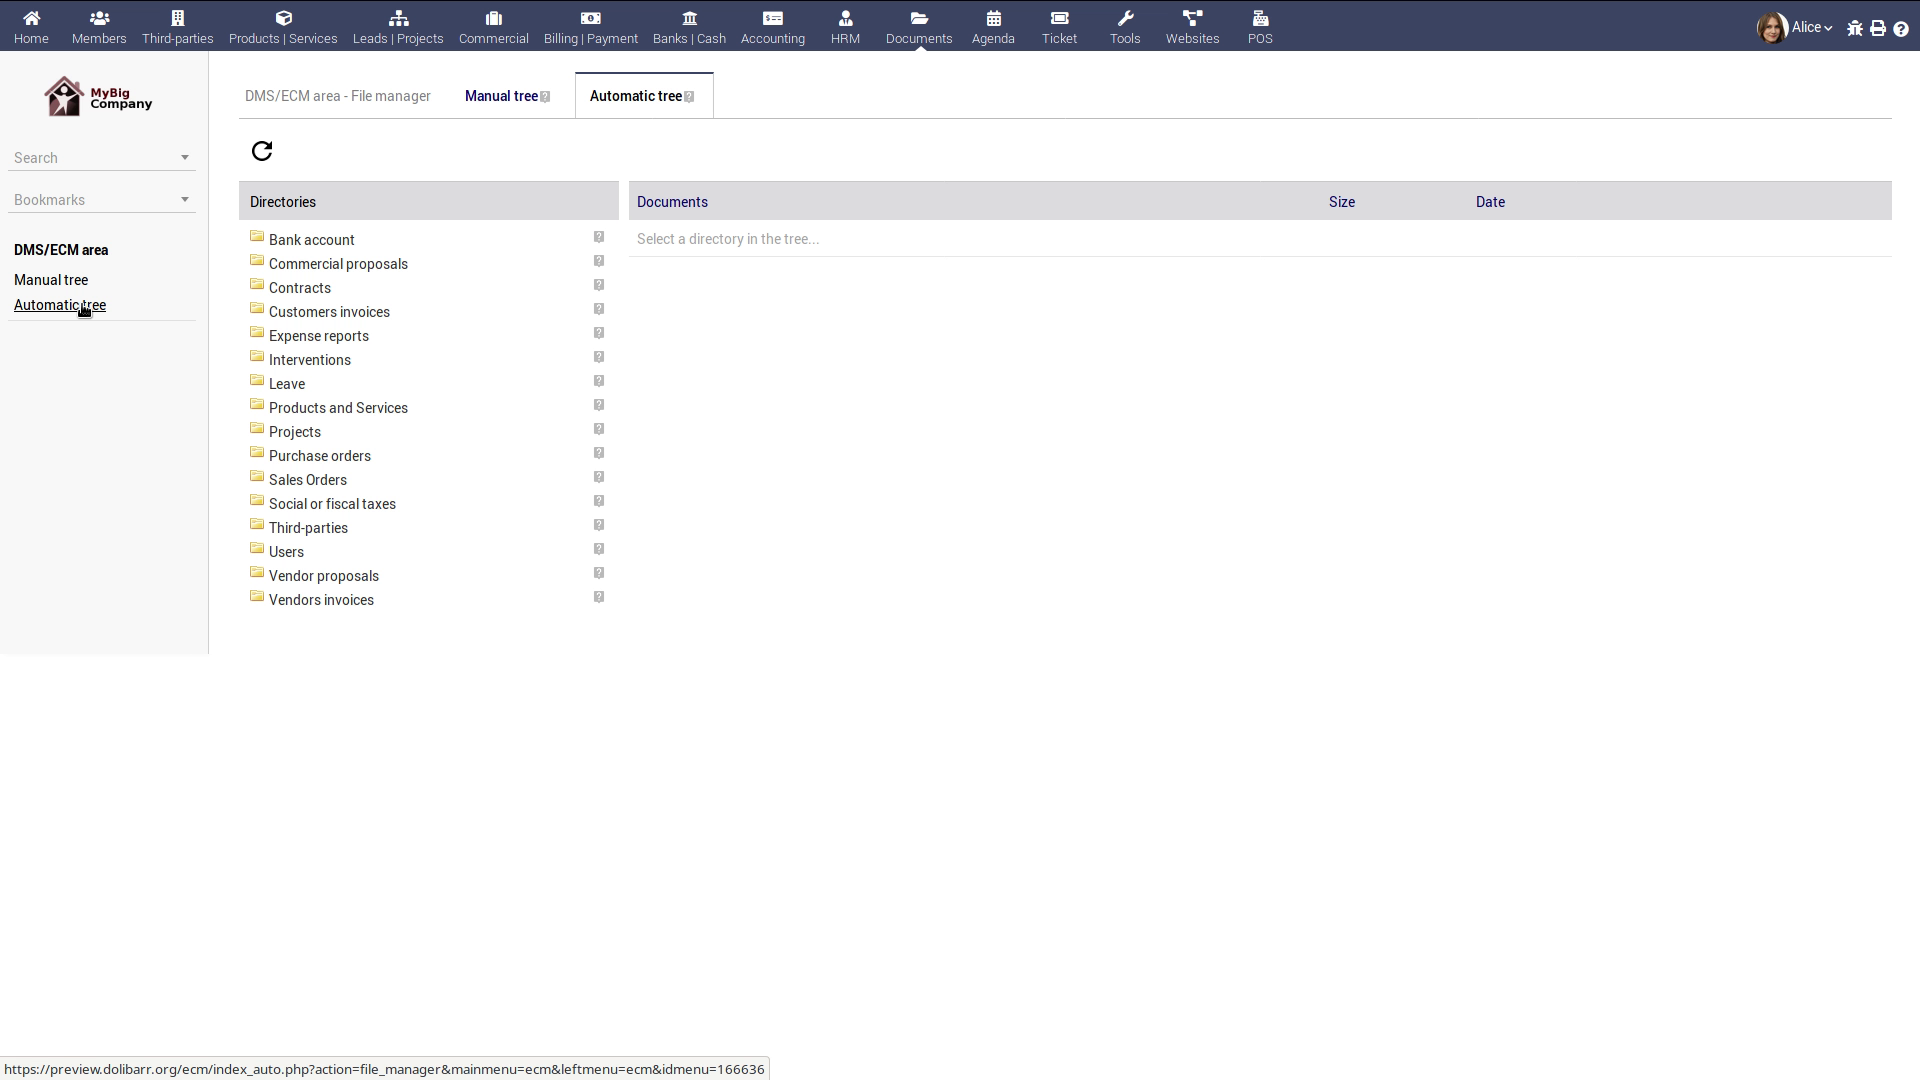 Home
Members
Third-parties
Products | Services
Leads | Projects
Commercial
Billing | Payment
Banks | Cash
Accounting
HRM
Documents
Agenda
Ticket
Tools
Websites
POS
Alice
MyBig
Company
Search
Bookmarks
DMS/ECM area
Manual tree
Automatic tree
DMS/ECM area - File manager
Manual tree
Automatic tree
Directories
Documents
Size
Date
Bank account
Commercial proposals
Contracts
Customers invoices
Expense reports
Interventions
Leave
Products and Services
Projects
Purchase orders
Sales Orders
Social or fiscal taxes
Third-parties
Users
Vendor proposals
Vendors invoices
Select a directory in the tree...
https://preview.dolibarr.org/ecm/index_auto.php?action=file_manager&mainmenu=ecm&leftmenu=ecm&idmenu=166636